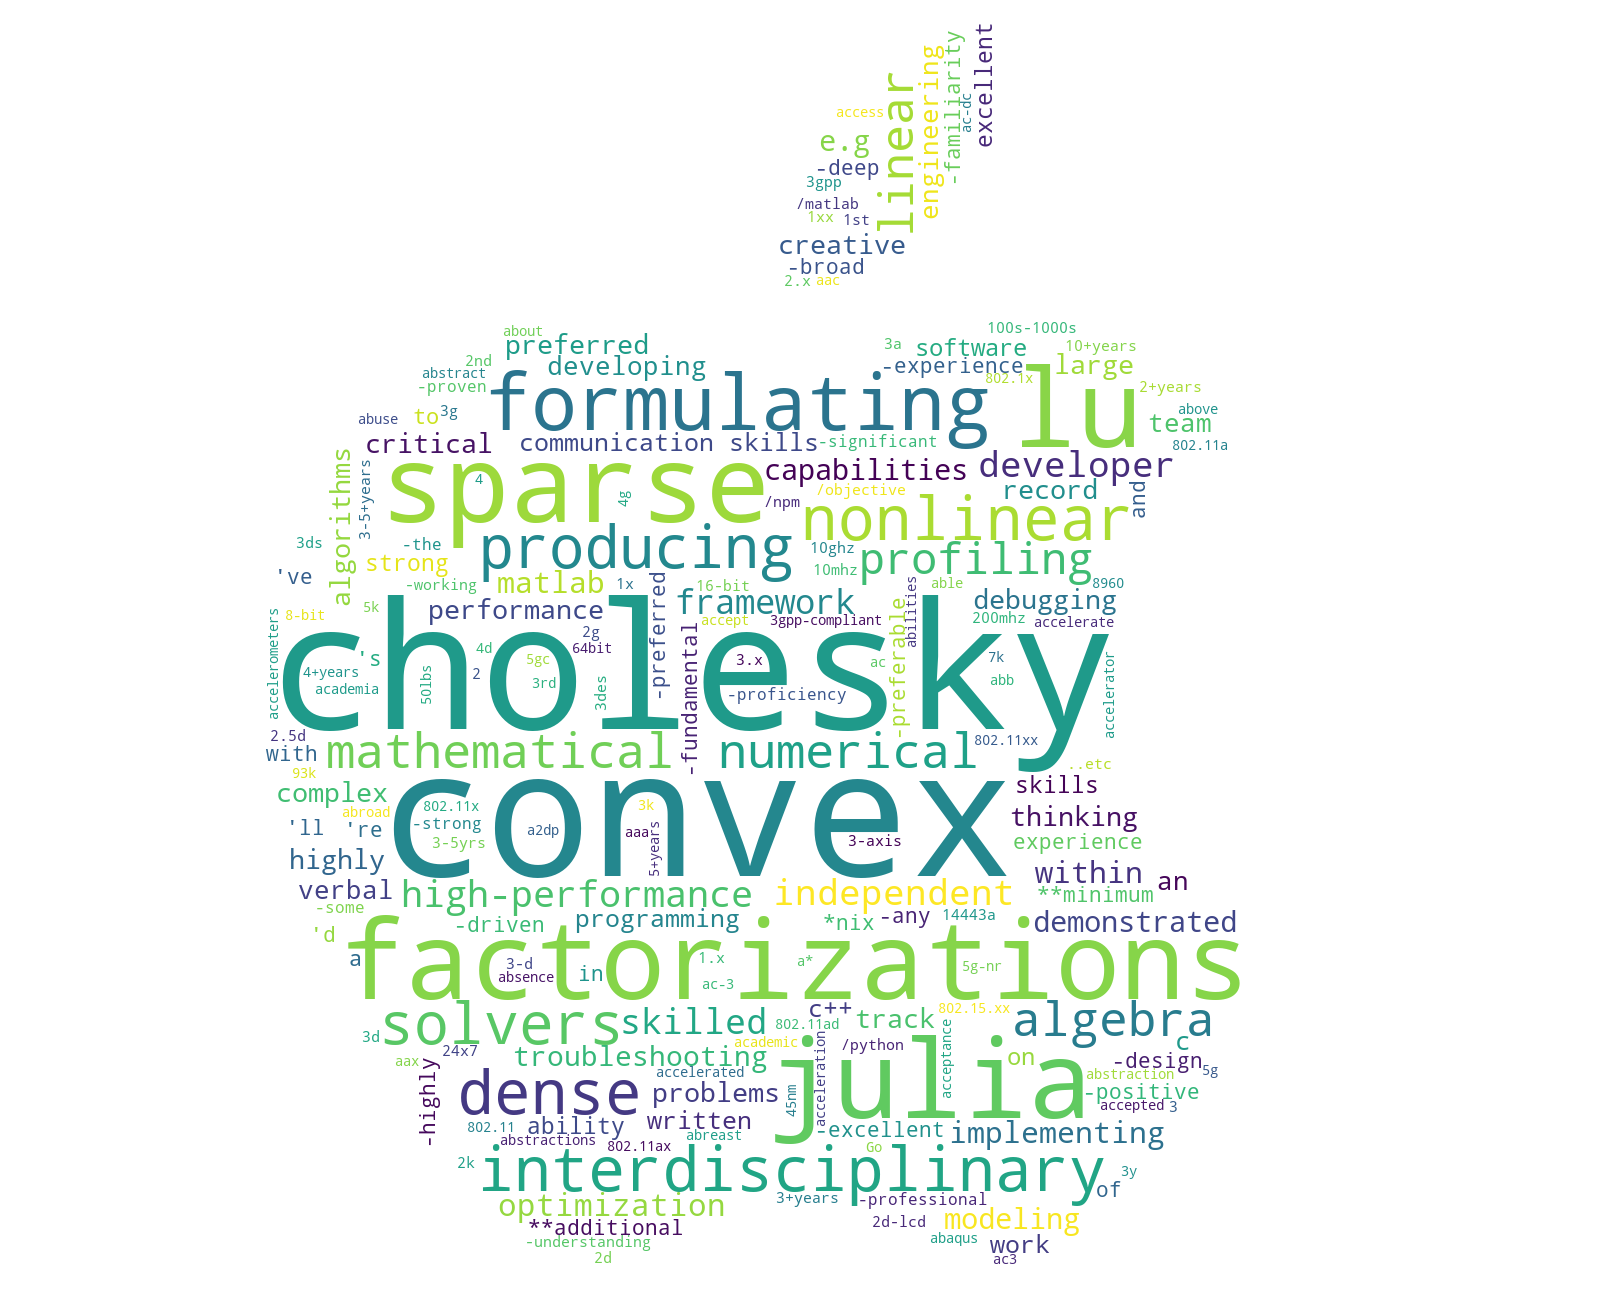 excellent
-familiarity
engineering
ac-dc
linear
access
e.g
-deep
3gpp
/matlab
1xx
1st
creative
-broad
2.x
aac
about
preferred
developing
2nd
abstract
-proven
100s-1000s
3a
software
10+years
-experience
large
802.1x
2+years
formulating
lu
abuse
to
3g
above
team
critical
communication skills
-significant
802.11a
algorithms
3-5+years
sparse
4
4g
capabilities
developer
/npm
/objective
record
and
nonlinear
3ds
-the
producing
10ghz
profiling
strong
've
-working
matlab
1x
-preferred
16-bit
10mhz
abilities
able
8960
8-bit
5k
performance
framework
-preferable
debugging
accelerometers
accept
3gpp-compliant
200mhz
accelerate
cholesky
's
2g
64bit
-fundamental
4d
5gc
3.x
ac
7k
accelerator
4+years
2
academia
50lbs
3rd
3des
-proficiency
abb
2.5d
with
mathematical
numerical
802.11xx
93k
..etc
complex
convex
skills
abroad
802.11x
3k
'll
're
-strong
a2dp
aaa
5+years
thinking
3-5yrs
3-axis
experience
highly
within
verbal
high-performance
independent
an
**minimum
-some
-driven
programming
*nix
-any
14443a
demonstrated
'd
factorizations
a
3-d
absence
in
1.x
a*
5g-nr
ac-3
solvers
skilled
c++
802.15.xx
algebra
3d
802.11ad
track
24x7
academic
/python
acceptance
c
aax
troubleshooting
acceleration
julia
on
-design
5g
-highly
accelerated
abstraction
dense
problems
45nm
-positive
accepted
3
802.11
ability
written
-excellent
implementing
abstractions
abreast
802.11ax
Go
2k
interdisciplinary
3y
of
optimization
3+years
-professional
**additional
2d-lcd
modeling
-understanding
abaqus
work
2d
ac3